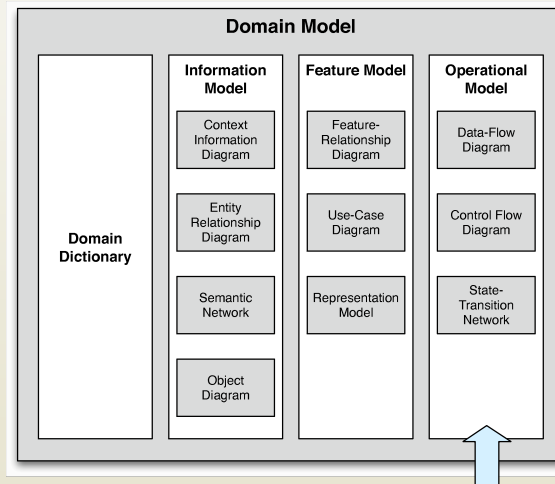 Domain Model
Domain
Dictionary
Information
Model
Context
Information
Diagram
Entity
Relationship
Diagram
Semantic
Network
Object
Diagram
Feature Model
Feature-
Relationship
Diagram
Use-Case
Diagram
Representation
Model
Operational
Model
Data-Flow
Diagram
Control Flow
Diagram
State-
Transition
Network